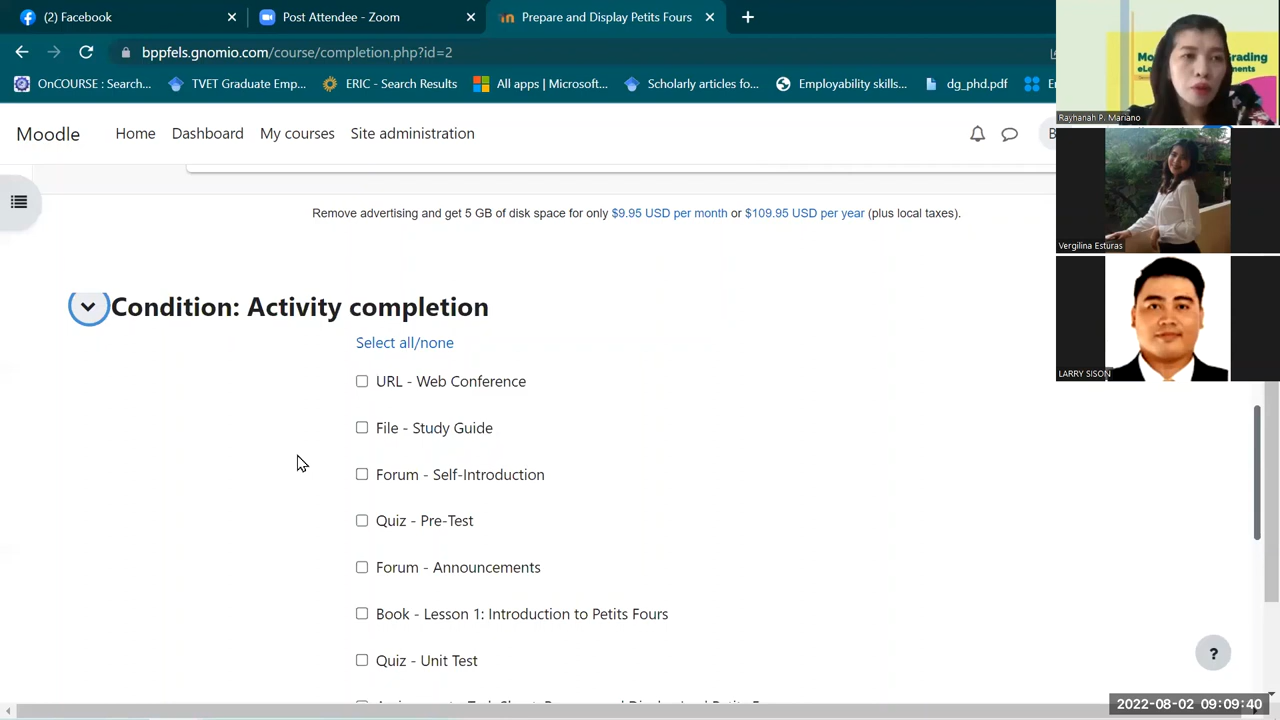 (2) Facebook
Post Attendee - Zoom
Prepare and Display Petits Fours
bppfels.gnomio.com/course/completion.php?id=2
OnCOURSE : Search...
TVET Graduate Emp...
ERIC - Search Results
All apps | Microsoft...
Scholarly articles fo...
Employability skills...
dg_phd.pdf
Moodle
Home
Dashboard
My courses
Site administration
Remove advertising and get 5 GB of disk space for only $9.95 USD per month or $109.95 USD per year (plus local taxes).
Condition: Activity completion
Select all/none
URL - Web Conference
File - Study Guide
Forum - Self-Introduction
Quiz - Pre-Test
Forum - Announcements
Book - Lesson 1: Introduction to Petits Fours
Quiz - Unit Test
Rayhanah P. Mariano
Vergilina Esturas
LARRY SISON
?
2022-08-02 09:09:40